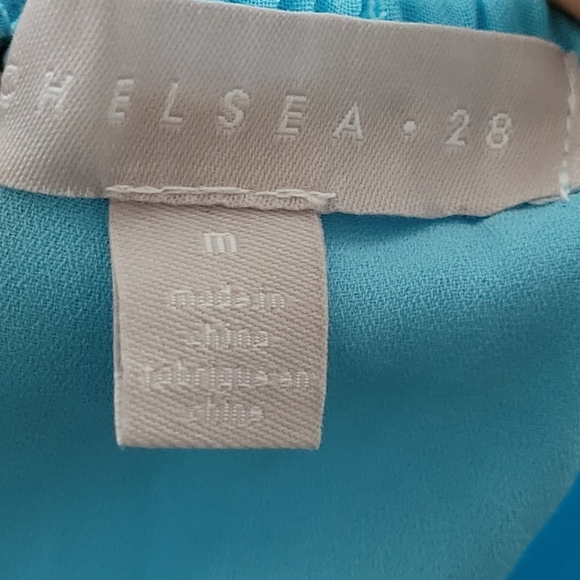 CHELSEA • 28
m
made in
china
fabriqué en
chine